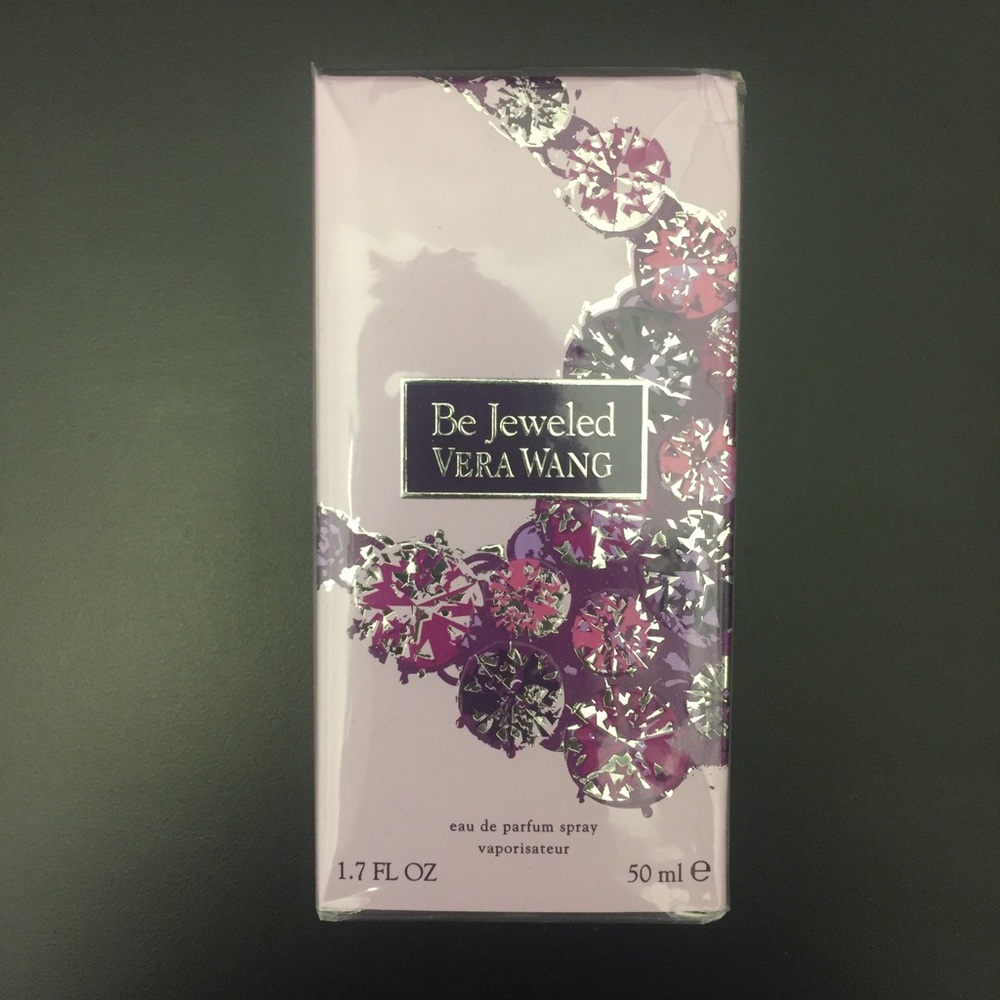 Be Jeweled
VERA WANG
eau de parfum spray
vaporisateur
1.7 FL OZ 50 ml ℮